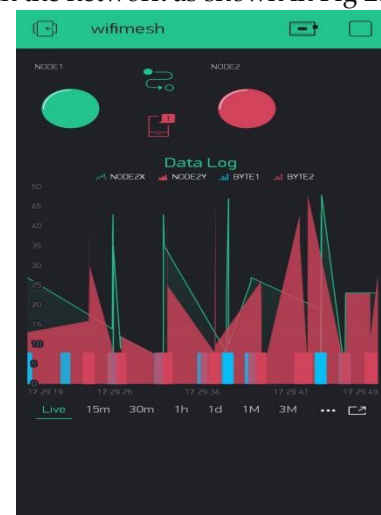 n the network as shown in Fig 2
wifimesh
NODE1 NODE2
Data Log
NODE2X NODE2Y BYTE1 BYTE2
50
45
40
35
30
25
20
15
10
5
0
17:29:19 17:29:26 17:29:34 17:29:41 17:29:49
Live 15m 30m 1h 1d 1M 3M